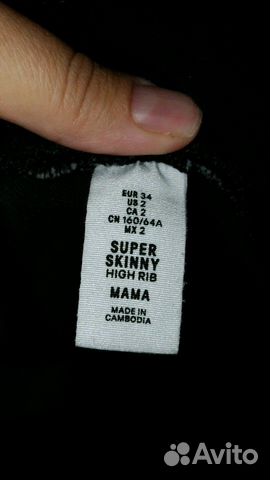 EUR 34
US 2
CA 2
CN 160/64A
MX 2
SUPER
SKINNY
HIGH RIB
MAMA
MADE IN
CAMBODIA
Avito